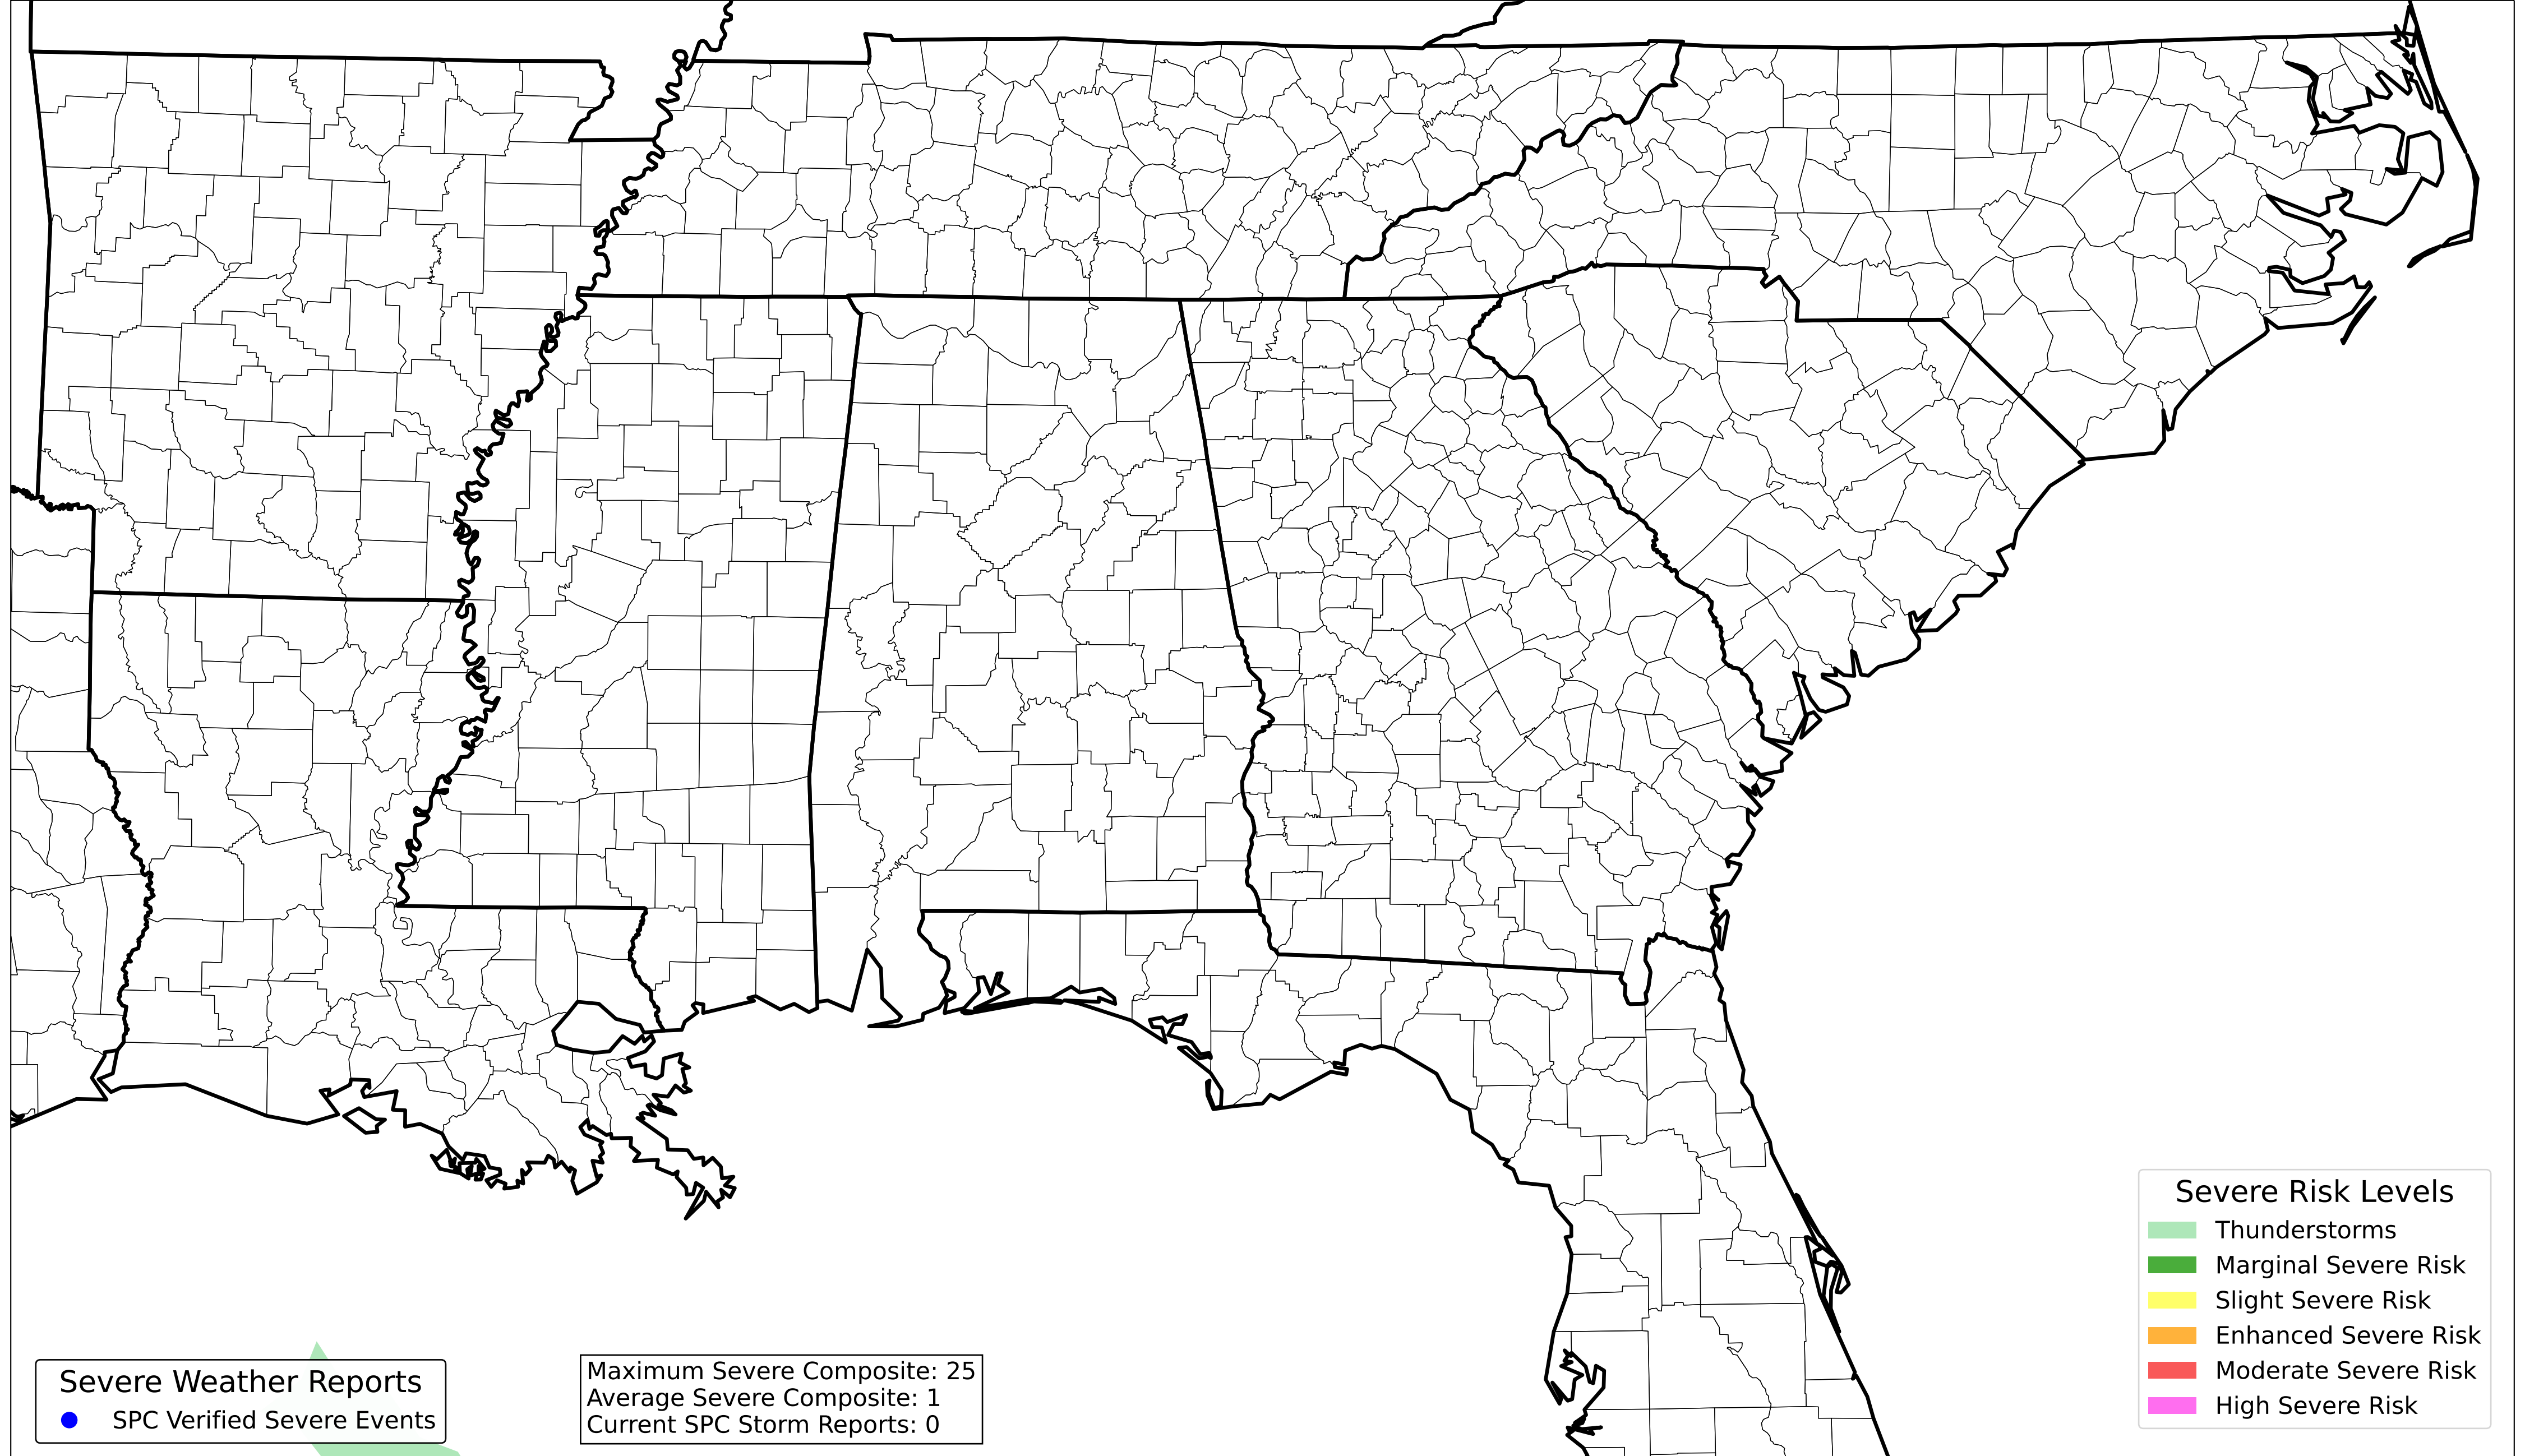 Severe Weather Reports
SPC Verified Severe Events
Maximum Severe Composite: 25
Average Severe Composite: 1
Current SPC Storm Reports: 0
Severe Risk Levels
Thunderstorms
Marginal Severe Risk
Slight Severe Risk
Enhanced Severe Risk
Moderate Severe Risk
High Severe Risk